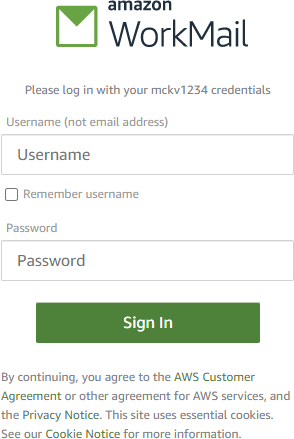 amazon
WorkMail
Please log in with your mckv1234 credentials
Username (not email address)
Username
Remember username
Password
Password
Sign In
By continuing, you agree to the AWS Customer
Agreement or other agreement for AWS services, and
the Privacy Notice. This site uses essential cookies.
See our Cookie Notice for more information.